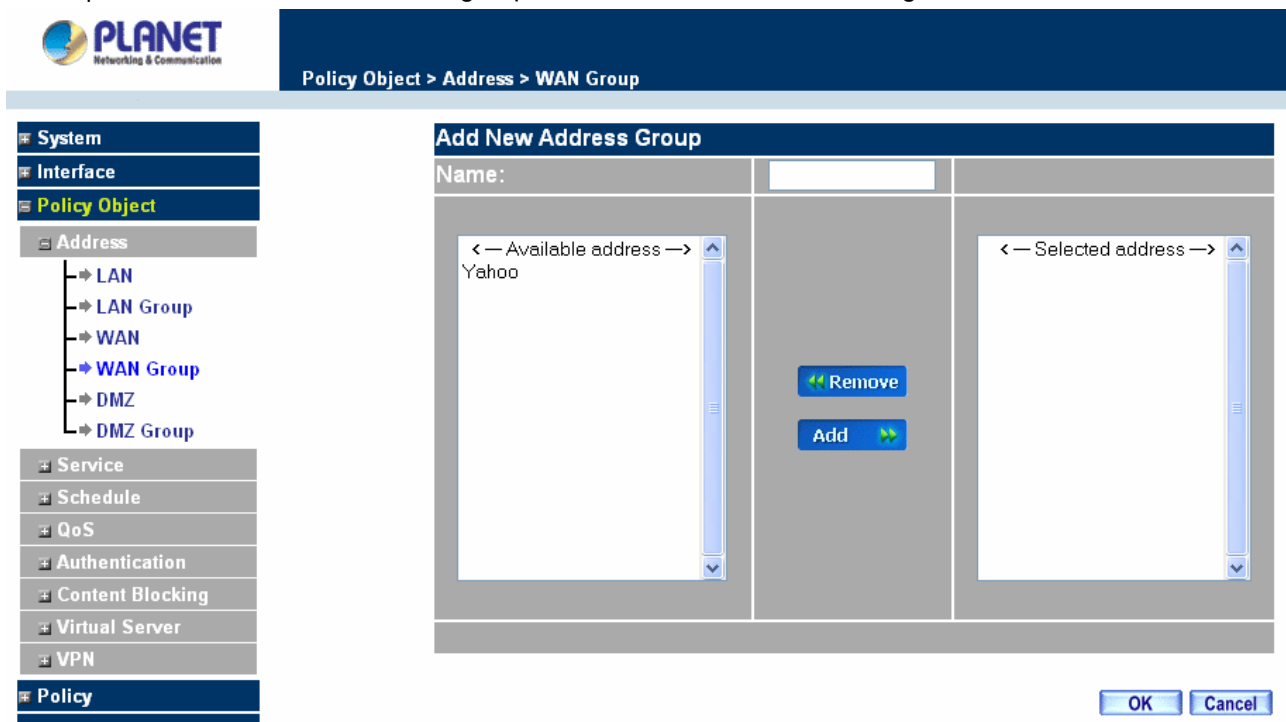 PLANET
Networking & Communication
Policy Object > Address > WAN Group
System
Interface
Policy Object
Address
LAN
LAN Group
WAN
WAN Group
DMZ
DMZ Group
Service
Schedule
QoS
Authentication
Content Blocking
Virtual Server
VPN
Policy
Add New Address Group
Name:
<— Available address —>
Yahoo
Remove
Add
<— Selected address —>
OK
Cancel